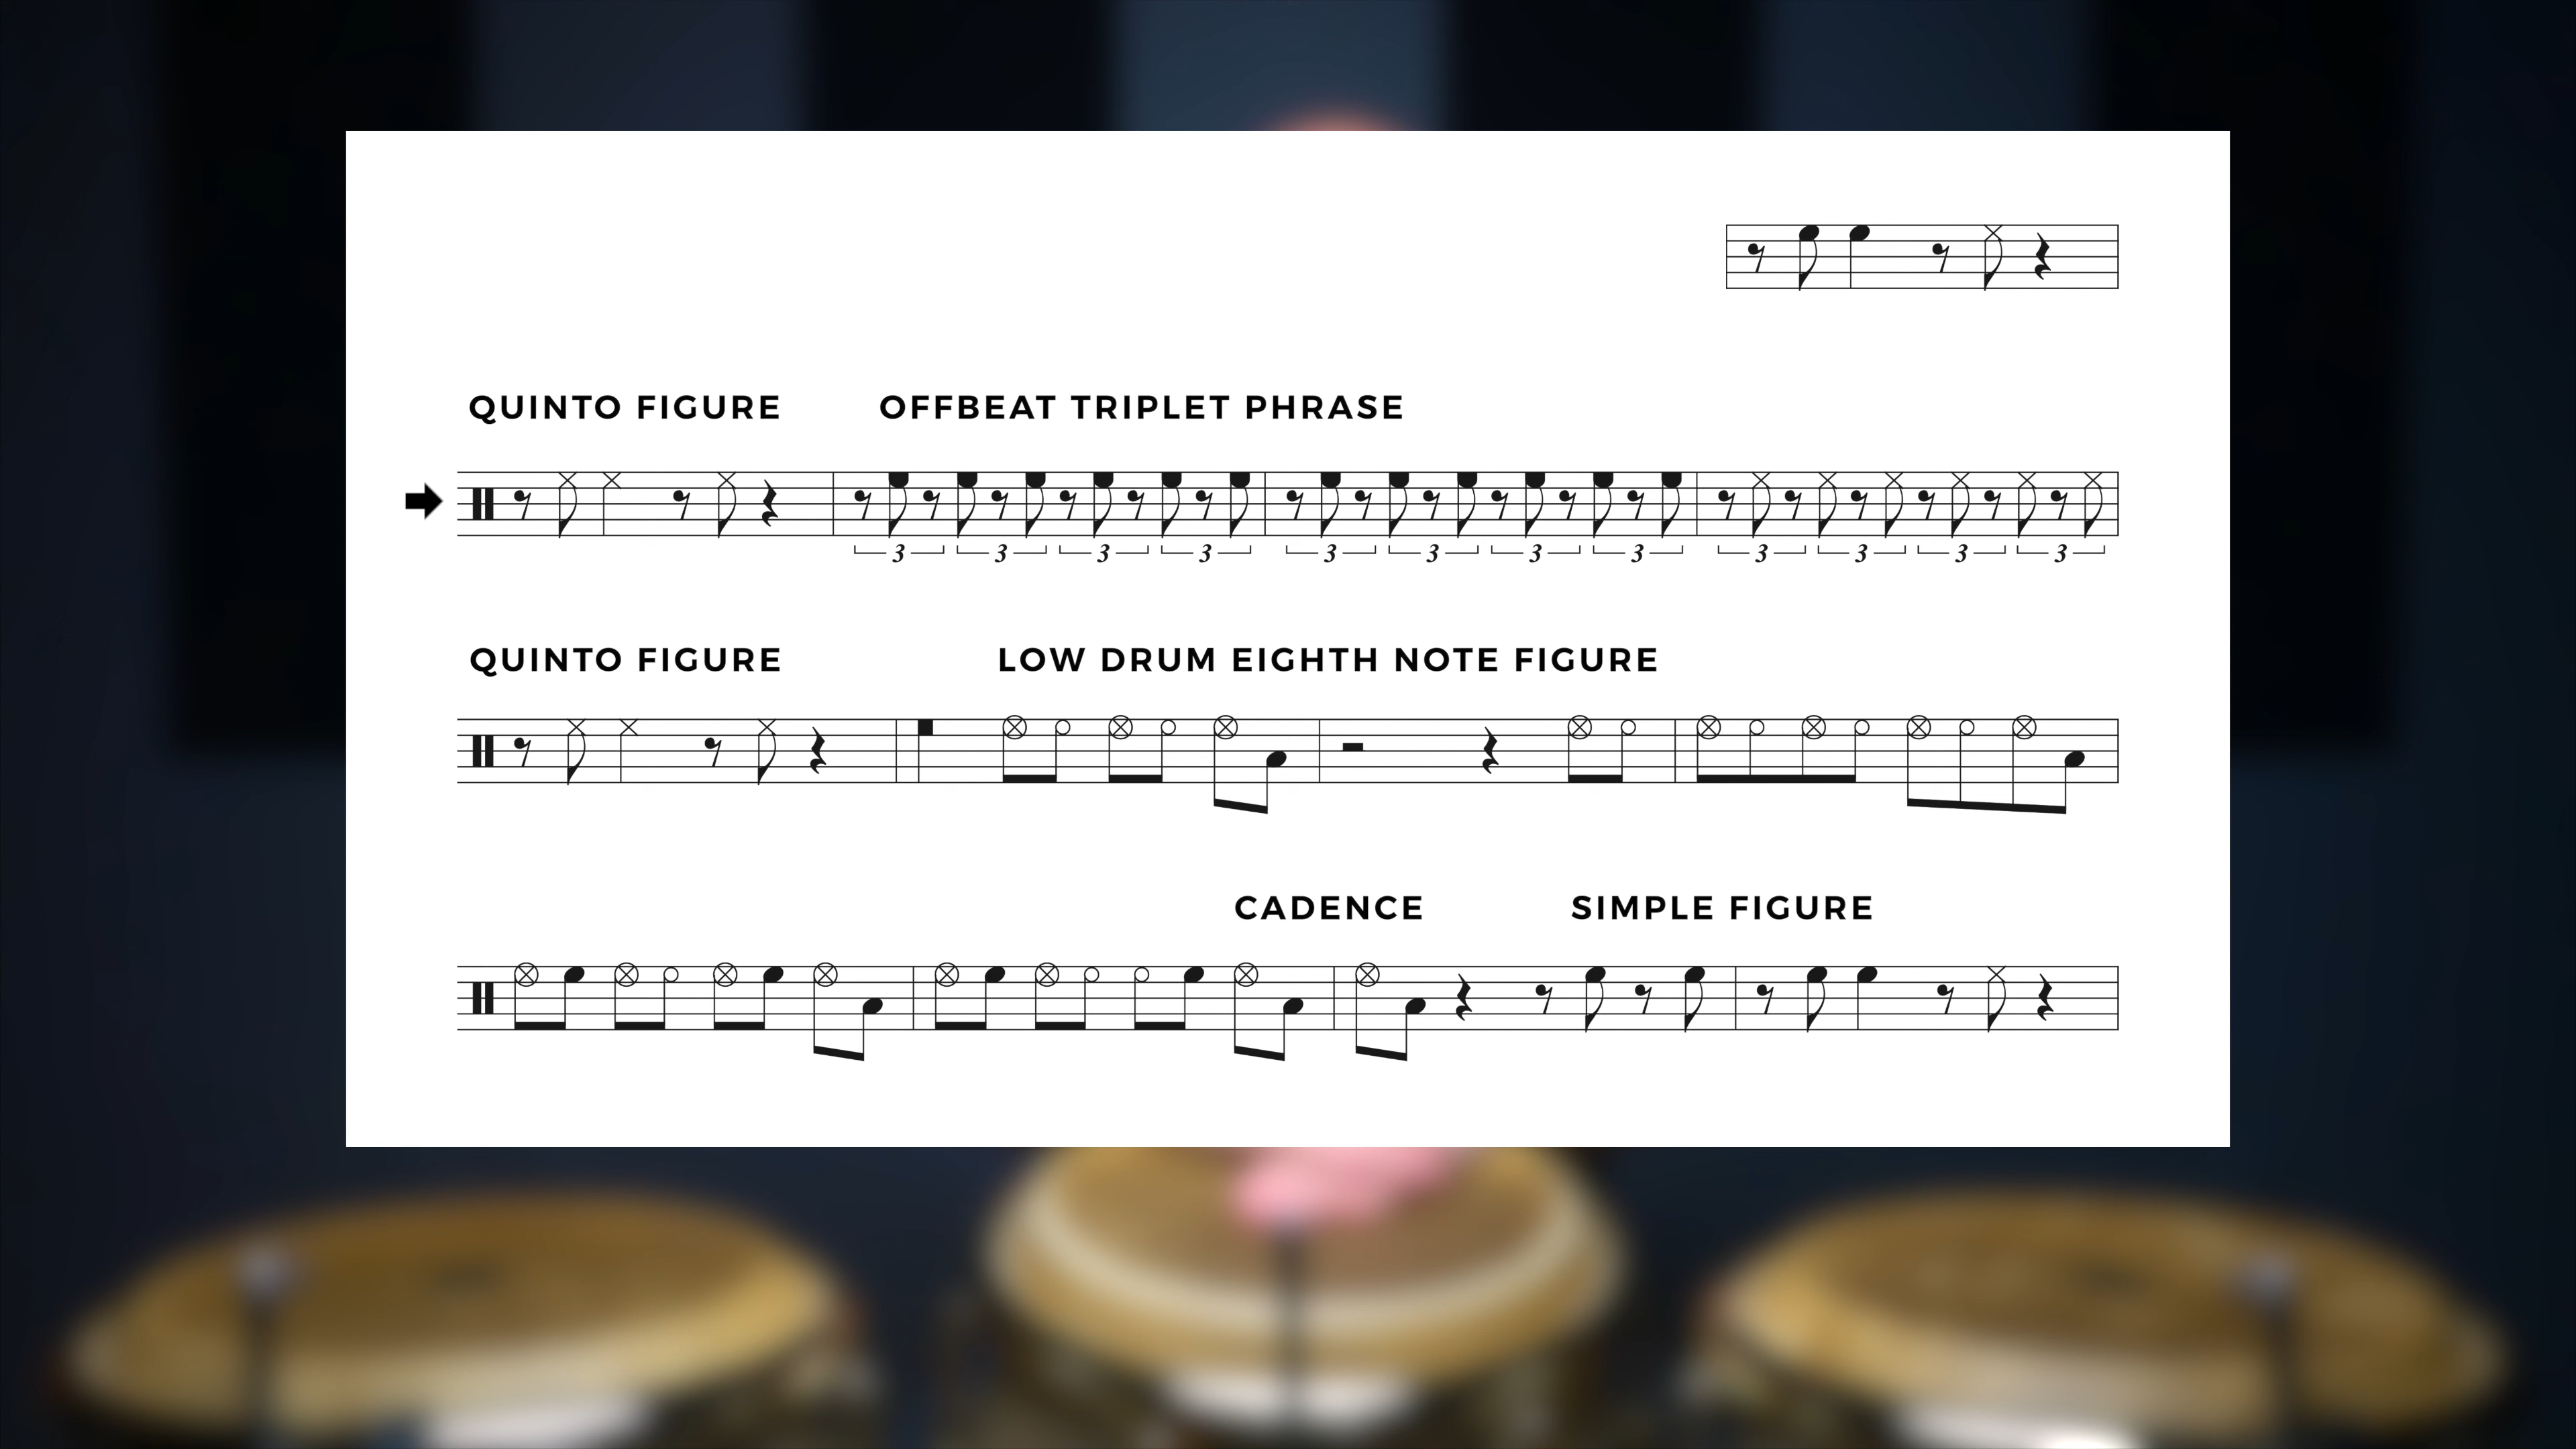 QUINTO FIGURE OFFBEAT TRIPLET PHRASE
3 3 3 3 3 3 3 3 3 3 3 3
QUINTO FIGURE LOW DRUM EIGHTH NOTE FIGURE
CADENCE SIMPLE FIGURE